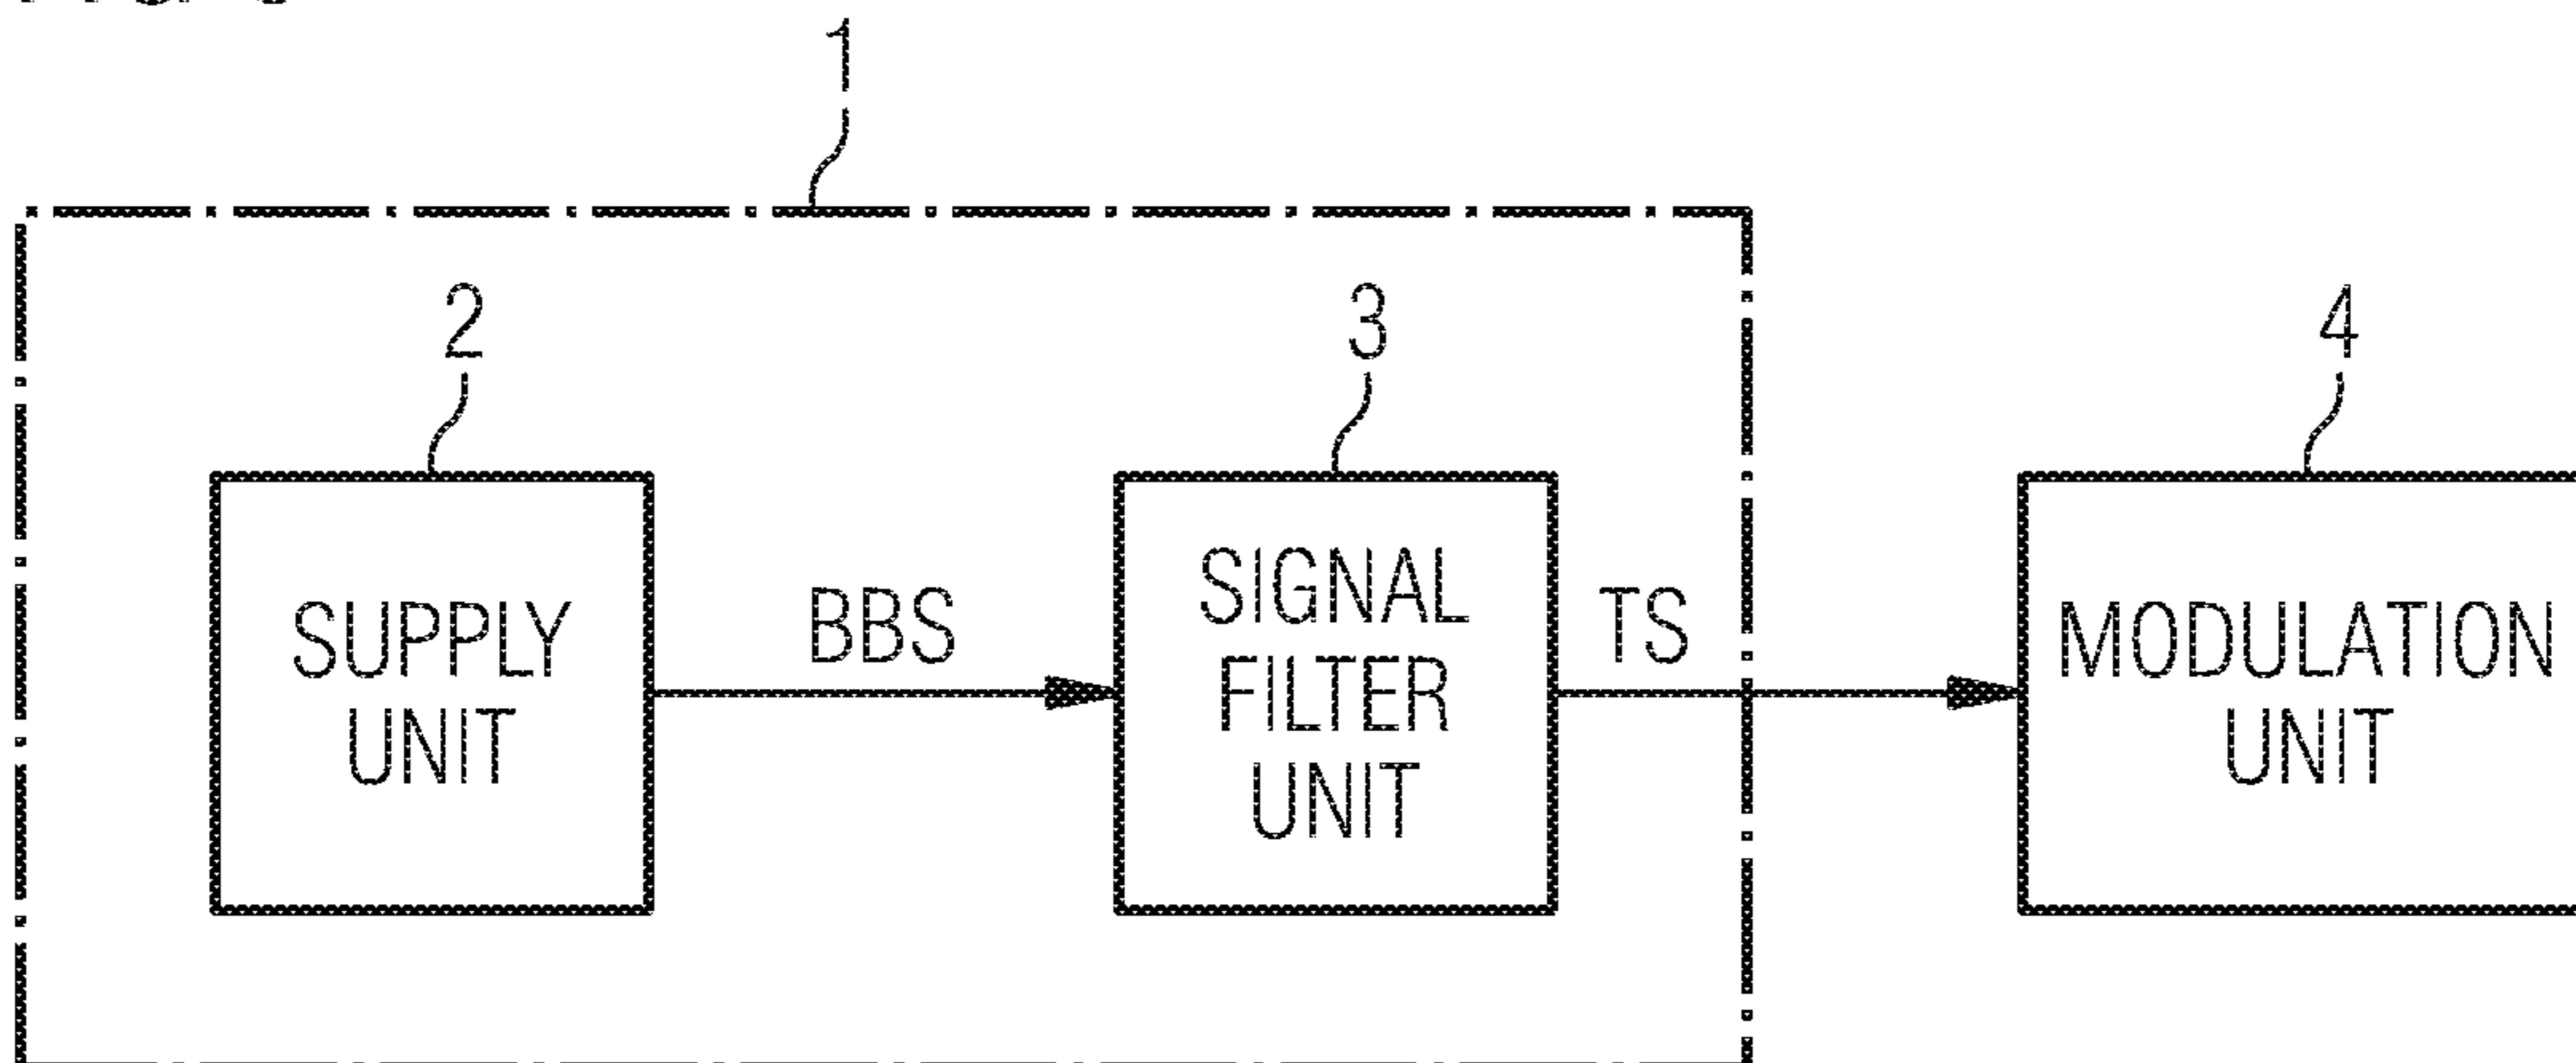 1
2
3
4
SUPPLY
UNIT
BBS
SIGNAL
FILTER
UNIT
TS
MODULATION
UNIT